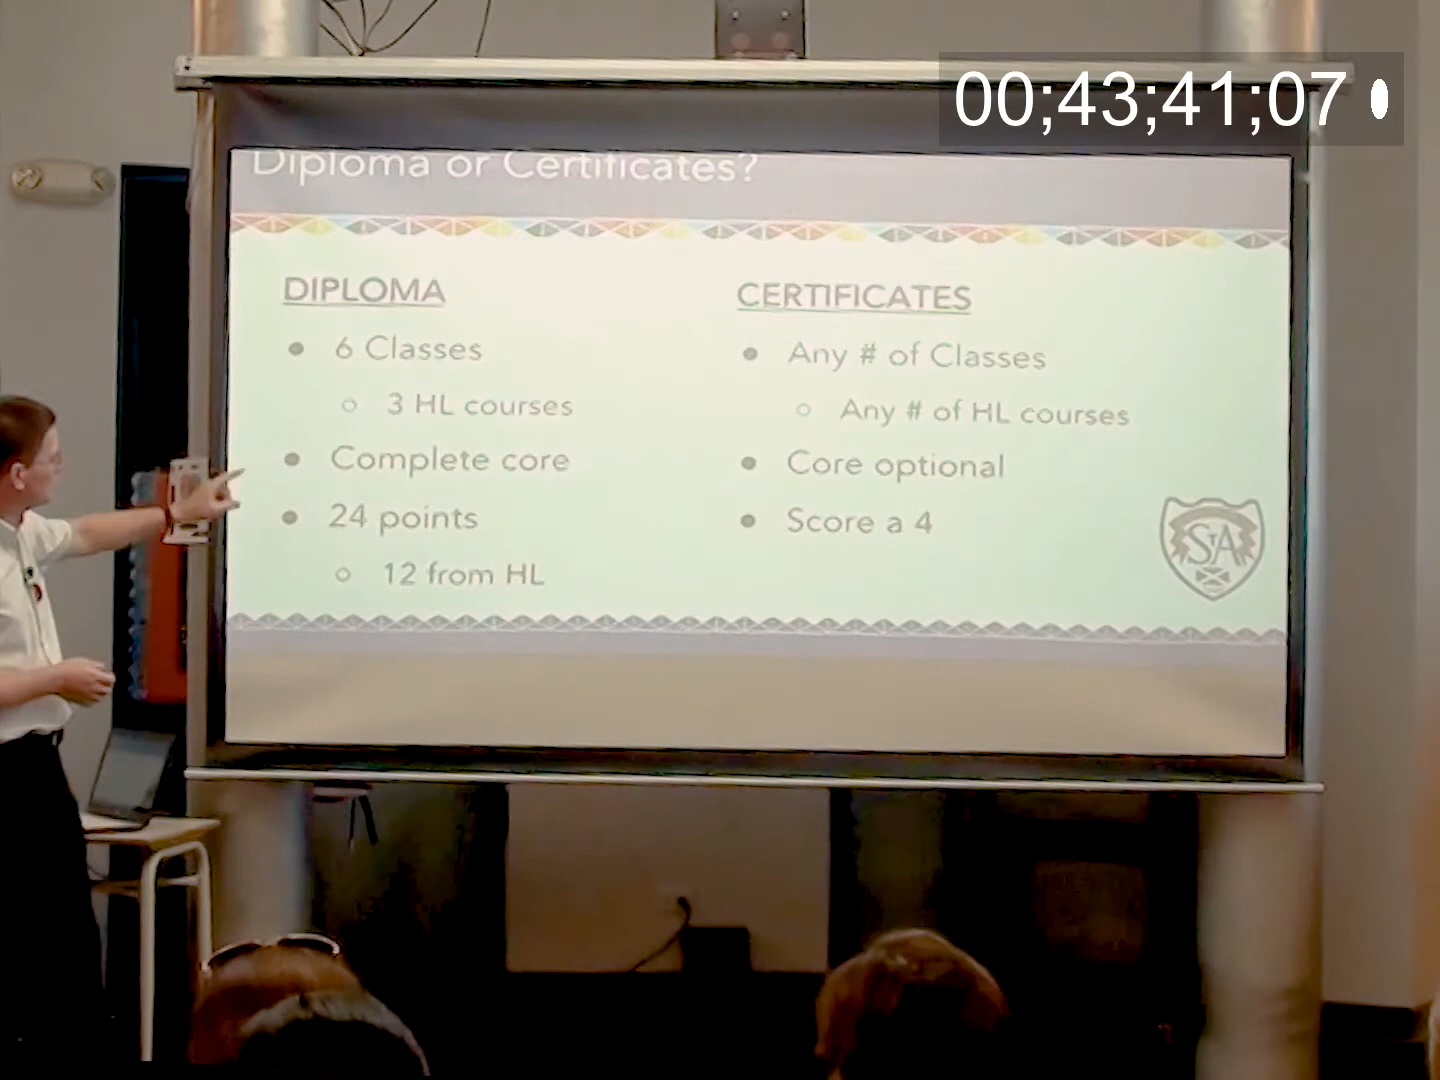 00;43;41;07
Diploma or Certificates?
DIPLOMA
6 Classes
3 HL courses
Complete core
24 points
12 from HL
CERTIFICATES
Any # of Classes
Any # of HL courses
Core optional
Score a 4
STA